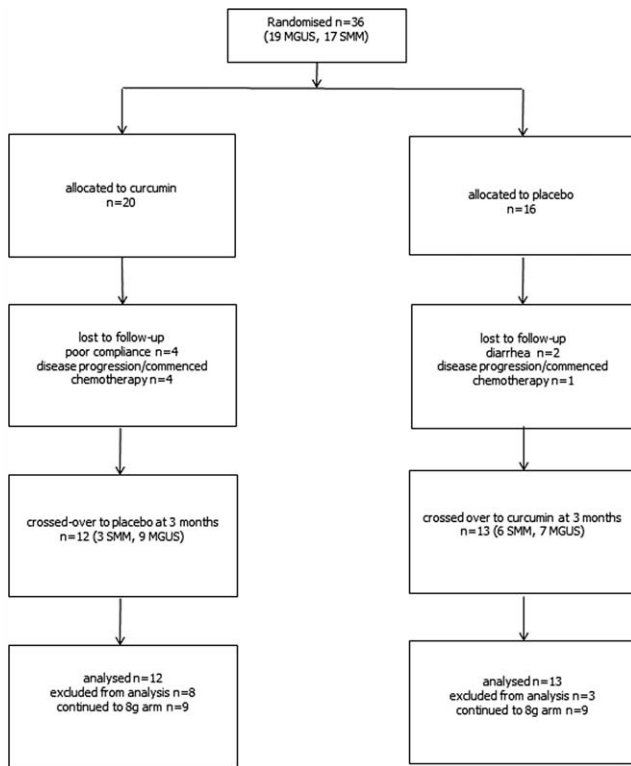 Randomised n=36
(19 MGUS, 17 SMM)
allocated to curcumin
n=20
allocated to placebo
n=16
lost to follow-up
poor compliance n=4
disease progression/commenced
chemotherapy n=4
lost to follow-up
diarrhea n=2
disease progression/commenced
chemotherapy n=1
crossed-over to placebo at 3 months
n=12 (3 SMM, 9 MGUS)
crossed over to curcumin at 3 months
n=13 (6 SMM, 7 MGUS)
analysed n=12
excluded from analysis n=8
continued to 8g arm n=9
analysed n=13
excluded from analysis n=3
continued to 8g arm n=9